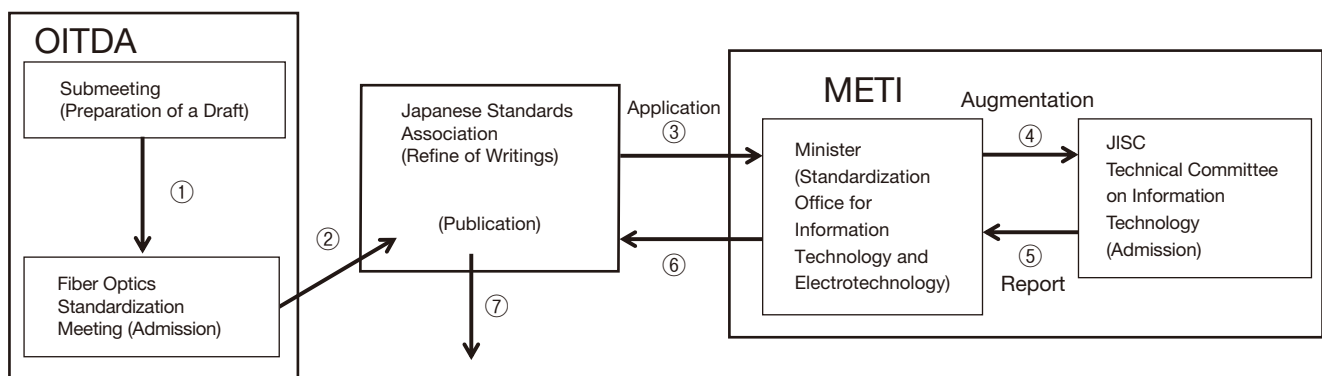 OITDA
Submeeting
(Preparation of a Draft)
①
Fiber Optics
Standardization
Meeting (Admission)
②
Japanese Standards
Association
(Refine of Writings)
(Publication)
⑦
Application
③
⑥
METI
Minister
(Standardization
Office for
Information
Technology and
Electrotechnology)
Augmentation
④
⑤
Report
JISC
Technical Committee
on Information
Technology
(Admission)